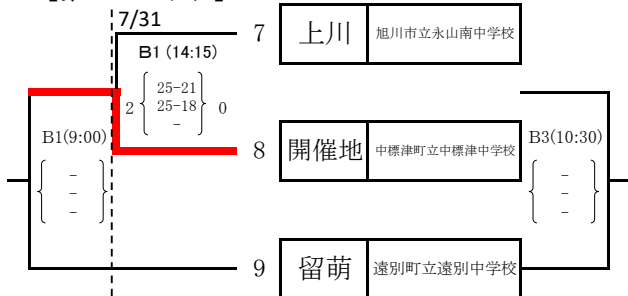 7/31
7 上川 旭川市立永山南中学校
B1 (14:15)
25-21
2 25-18 0
-
B1(9:00)
-
-
-
8 開催地 中標津町立中標津中学校
B3(10:30)
-
-
-
9 留萌 遠別町立遠別中学校